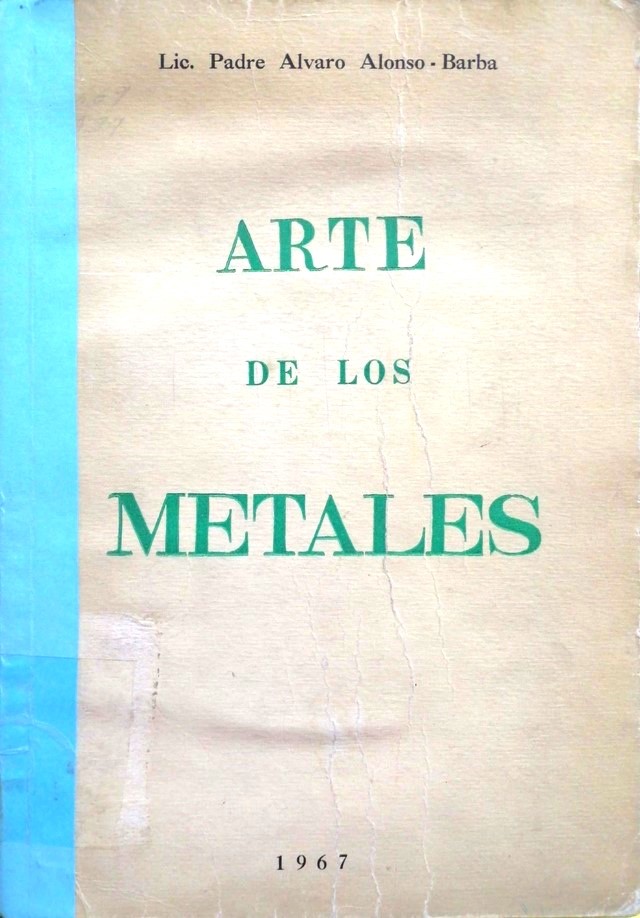 Lic. Padre Alvaro Alonso - Barba
ARTE
DE LOS
METALES
1967